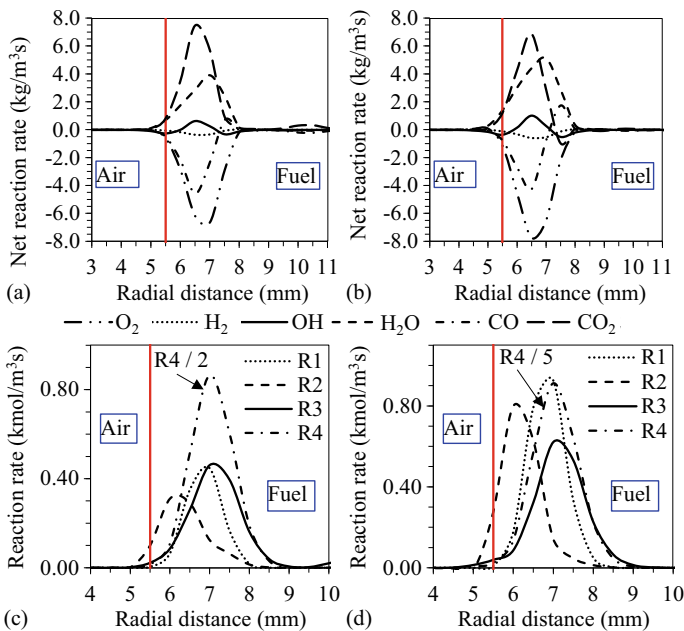 8.0 6.0 4.0 2.0 0.0 -2.0 -4.0 -6.0 -8.0
Net reaction rate (kg/m³s)
Air Fuel
3 4 5 6 7 8 9 10 11
(a) Radial distance (mm)
8.0 6.0 4.0 2.0 0.0 -2.0 -4.0 -6.0 -8.0
Net reaction rate (kg/m³s)
Air Fuel
3 4 5 6 7 8 9 10 11
(b) Radial distance (mm)
O₂ H₂ OH H₂O CO CO₂
0.80 0.40 0.00
Reaction rate (kmol/m³s)
R4 / 2
R1
R2
R3
R4
Air Fuel
4 5 6 7 8 9 10
(c) Radial distance (mm)
0.80 0.40 0.00
Reaction rate (kmol/m³s)
R4 / 5
R1
R2
R3
R4
Air Fuel
4 5 6 7 8 9 10
(d) Radial distance (mm)